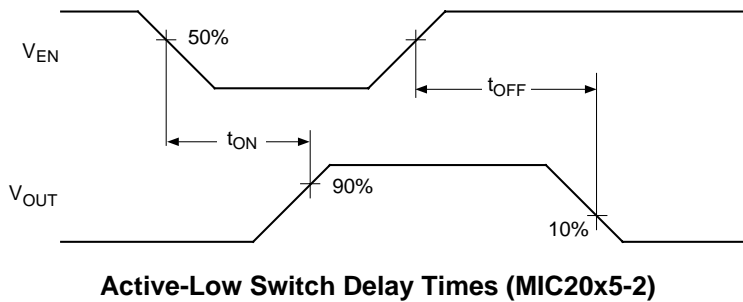 V_EN
50%
t_OFF
t_ON
V_OUT
90%
10%
Active-Low Switch Delay Times (MIC20x5-2)